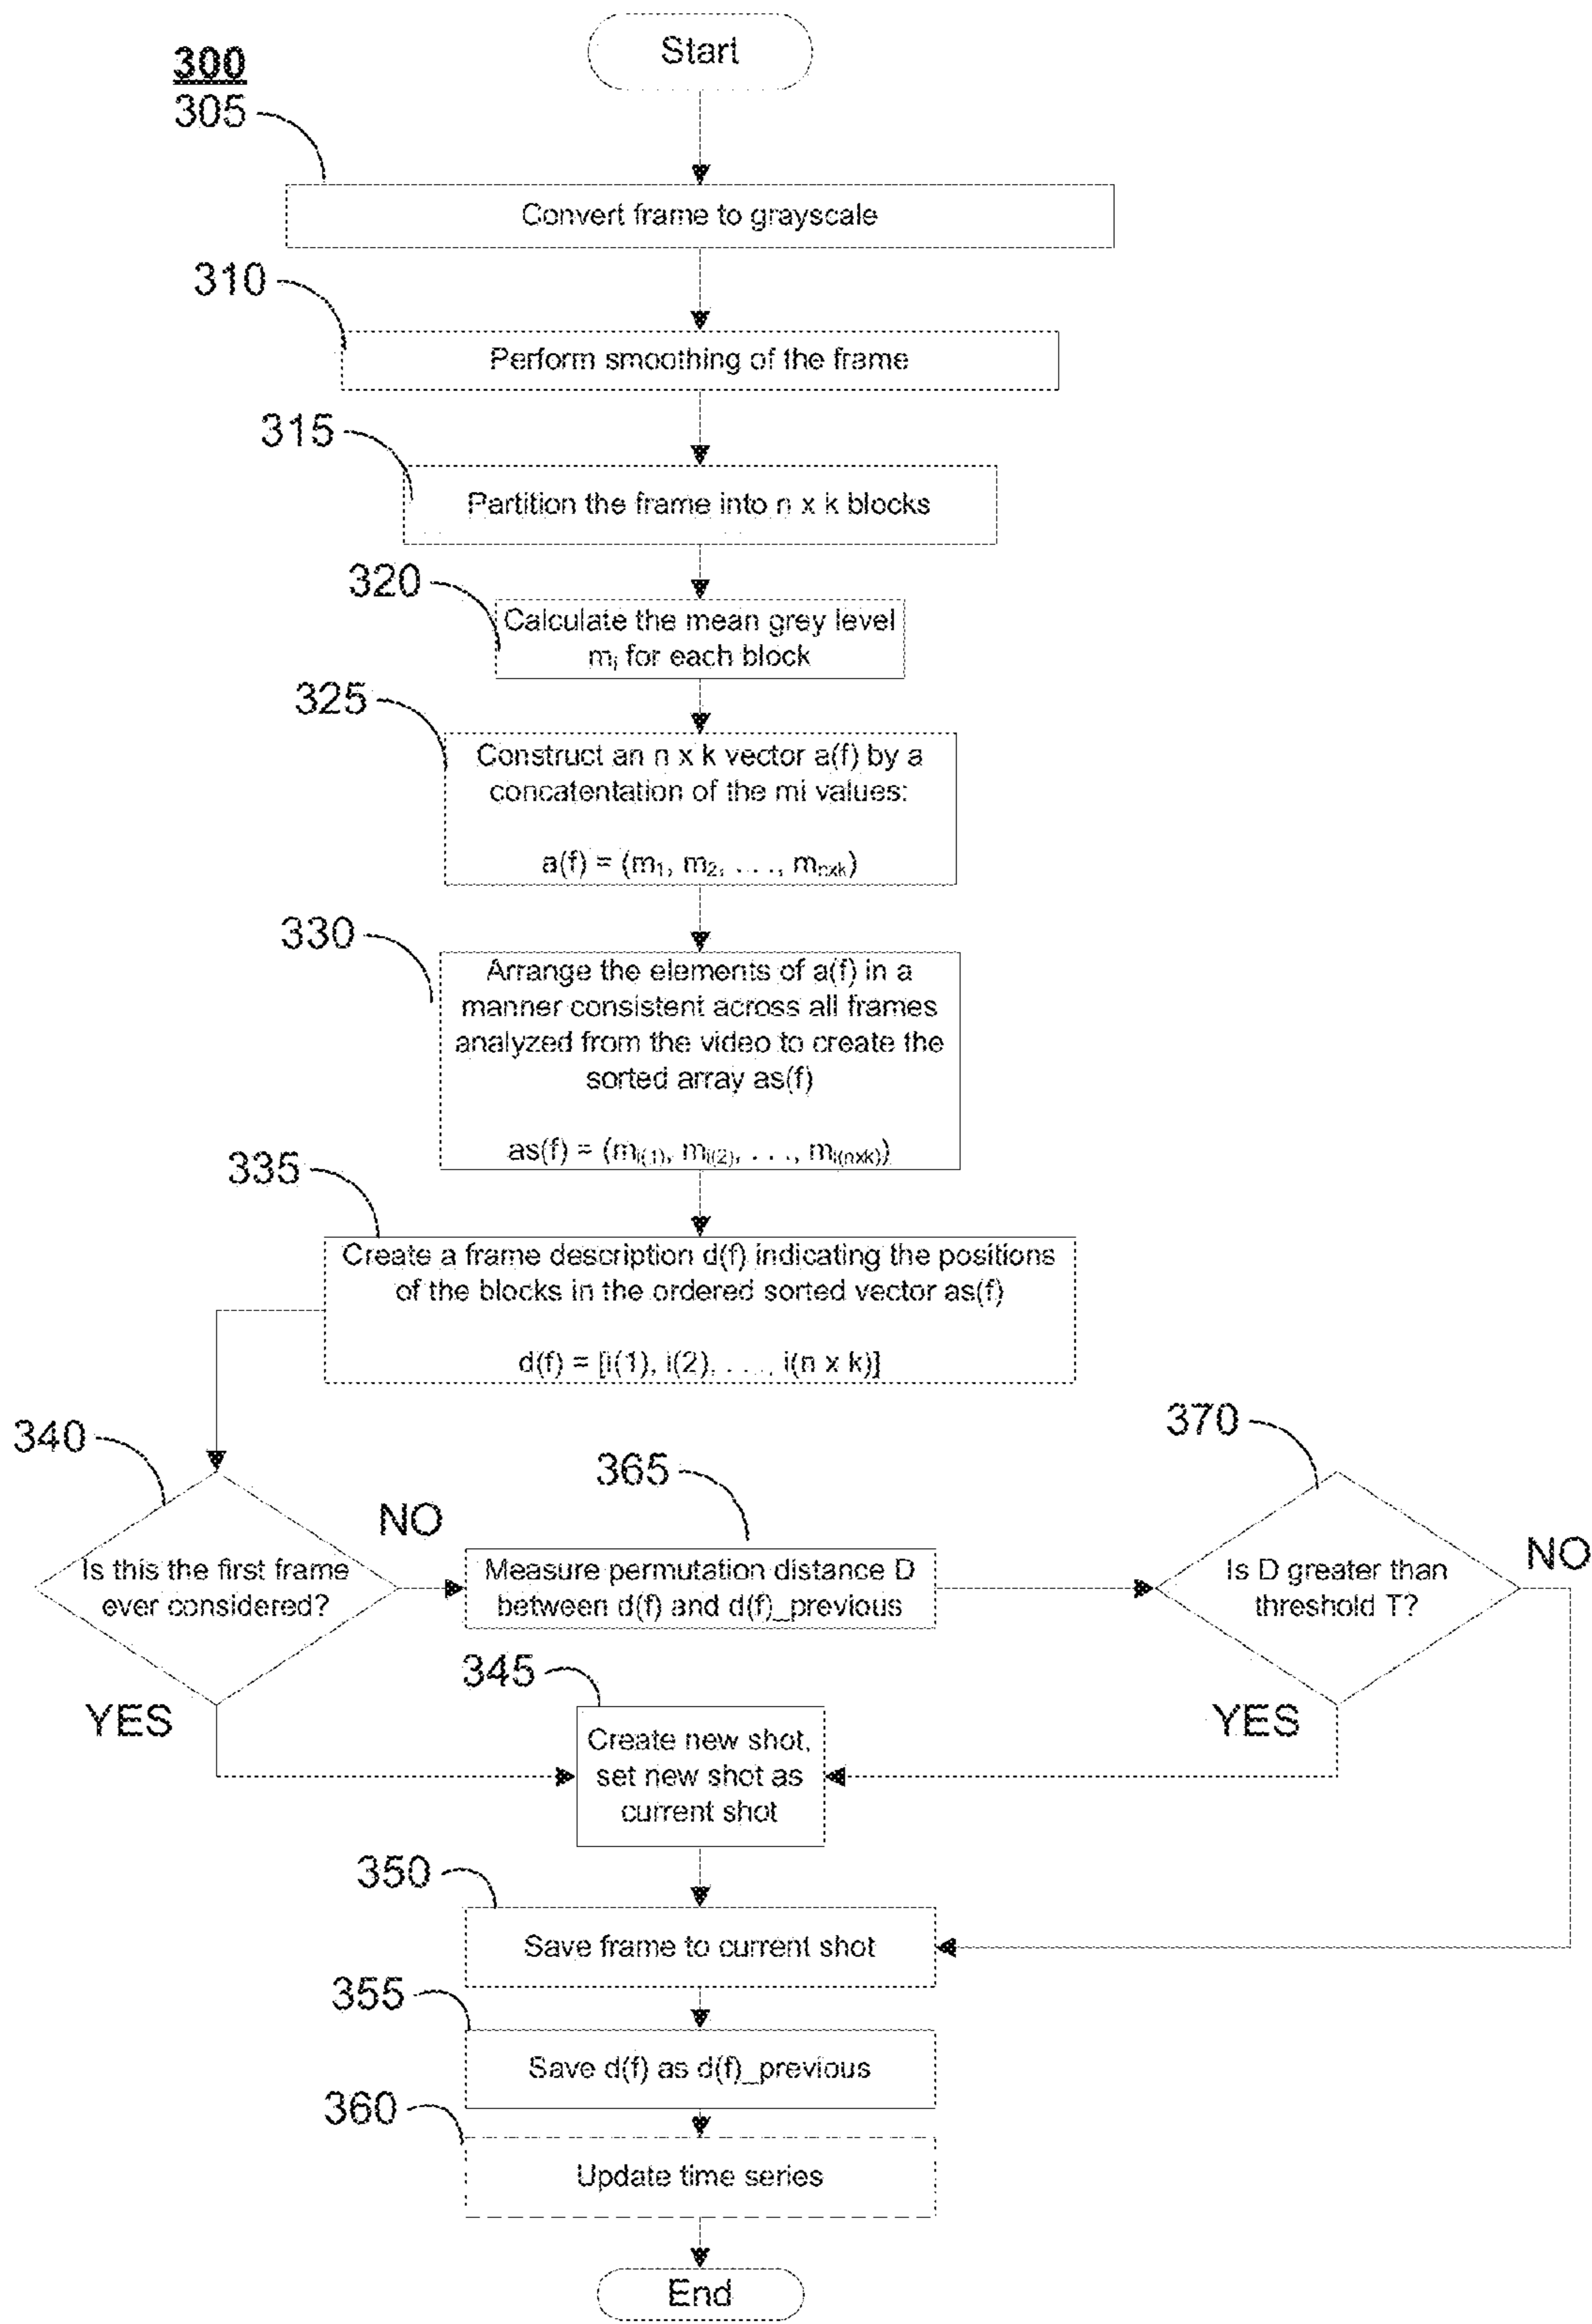 Start
300
305
Convert frame to grayscale
310
Perform smoothing of the frame
315
Partition the frame into n x k blocks
320
Calculate the mean grey level
mᵢ for each block
325
Construct an n x k vector a(f) by a
concatentation of the mi values:
a(f) = (m₁, m₂, . . ., mₙₓₖ)
330
Arrange the elements of a(f) in a
manner consistent across all frames
analyzed from the video to create the
sorted array as(f)
as(f) = (mᵢ₍₁₎, mᵢ₍₂₎, . . ., mᵢ₍ₙₓₖ₎)
335
Create a frame description d(f) indicating the positions
of the blocks in the ordered sorted vector as(f)
d(f) = [i(1), i(2), . . ., i(n x k)]
340
Is this the first frame
ever considered?
NO
YES
365
Measure permutation distance D
between d(f) and d(f)_previous
370
Is D greater than
threshold T?
NO
YES
345
Create new shot,
set new shot as
current shot
350
Save frame to current shot
355
Save d(f) as d(f)_previous
360
Update time series
End